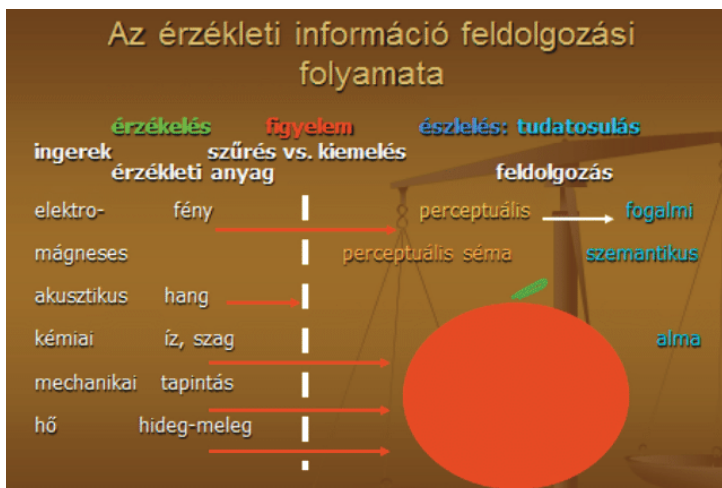 Az érzékleti információ feldolgozási
folyamata
érzékelés figyelem észlelés: tudatosulás
ingerek szűrés vs. kiemelés
érzékleti anyag feldolgozás
elektro- fény perceptuális fogalmi
mágneses perceptuális séma szemantikus
akusztikus hang
kémiai íz, szag alma
mechanikai tapintás
hő hideg-meleg